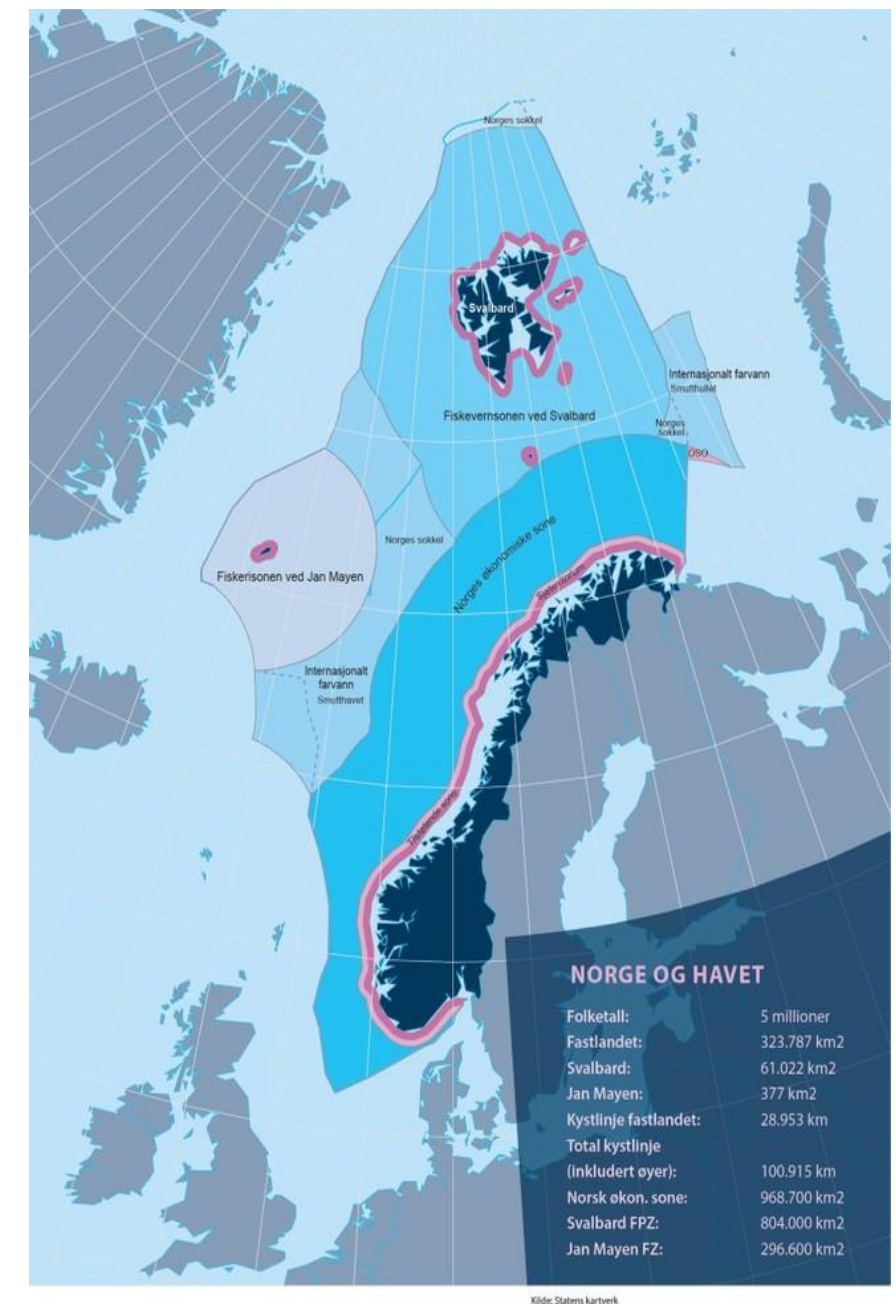 Norges sokkel
Svalbard
Internasjonalt farvann
Smutthullet
Fiskevernsonen ved Svalbard
Norges
sokkel
OSO
Norges økonomiske sone
Norges sokkel
Sjøterritorium
Fiskerisonen ved Jan Mayen
Internasjonalt
farvann
Smutthavet
Tilstøtende sone
NORGE OG HAVET
Folketall: 5 millioner
Fastlandet: 323.787 km2
Svalbard: 61.022 km2
Jan Mayen: 377 km2
Kystlinje fastlandet: 28.953 km
Total kystlinje
(inkludert øyer): 100.915 km
Norsk økon. sone: 968.700 km2
Svalbard FPZ: 804.000 km2
Jan Mayen FZ: 296.600 km2
Kilde: Statens kartverk